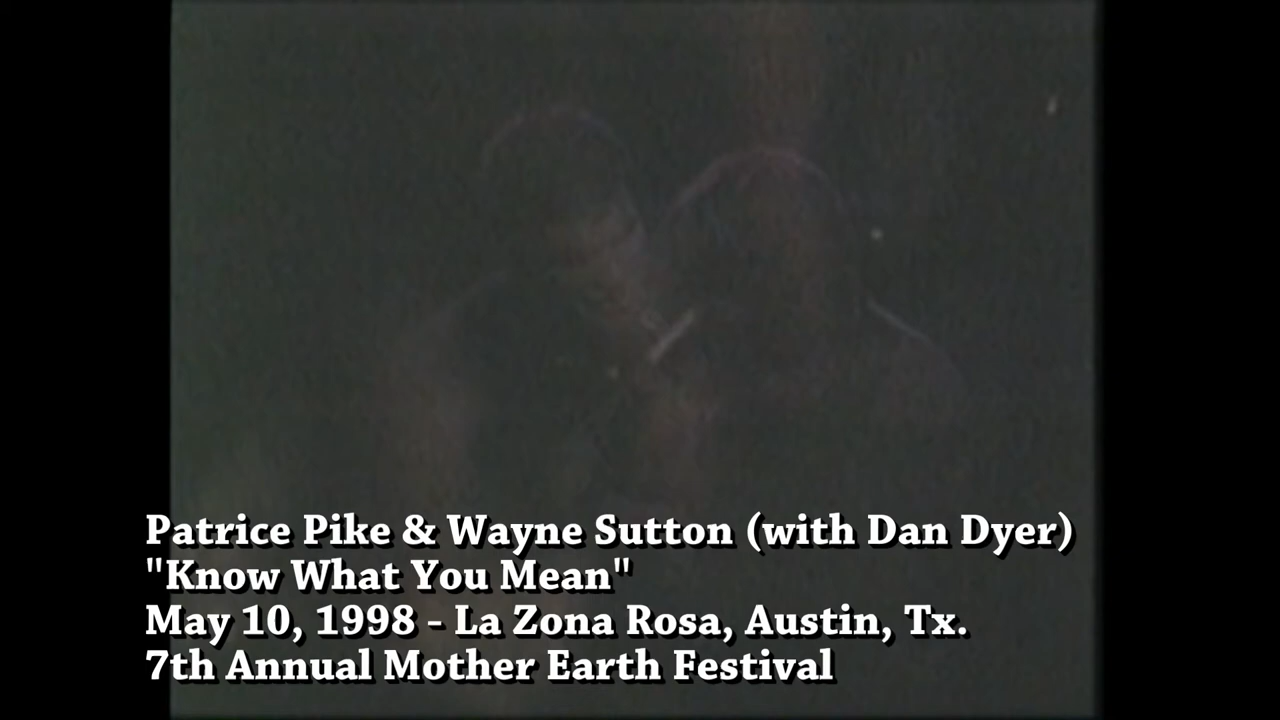 Patrice Pike & Wayne Sutton (with Dan Dyer)
"Know What You Mean"
May 10, 1998 - La Zona Rosa, Austin, Tx.
7th Annual Mother Earth Festival